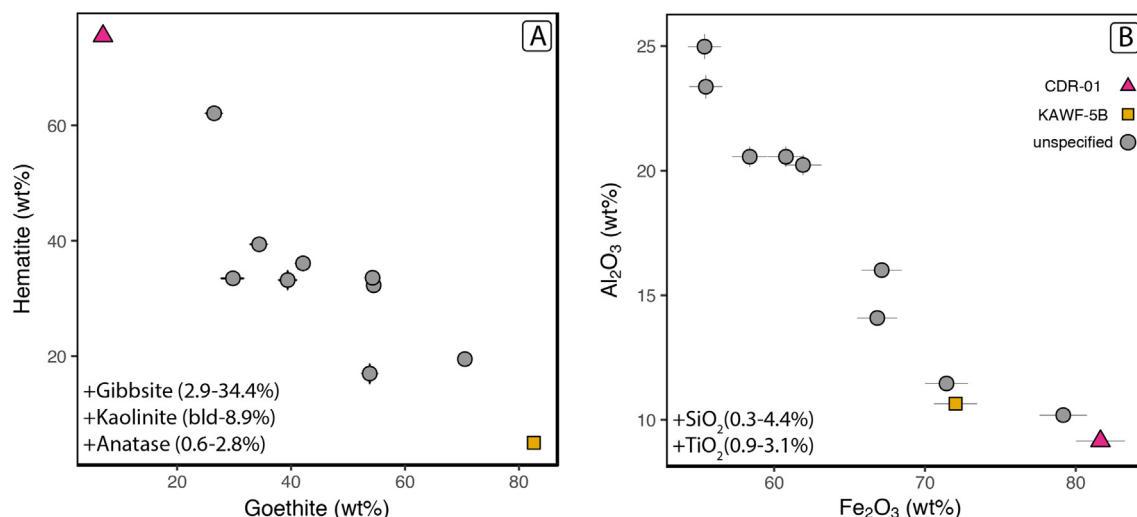 A
Hematite (wt%)
60
40
20
+Gibbsite (2.9-34.4%)
+Kaolinite (bld-8.9%)
+Anatase (0.6-2.8%)
20 40 60 80
Goethite (wt%)
B
CDR-01
KAWF-5B
unspecified
Al₂O₃ (wt%)
25
20
15
10
+SiO₂(0.3-4.4%)
+TiO₂(0.9-3.1%)
60 70 80
Fe₂O₃ (wt%)